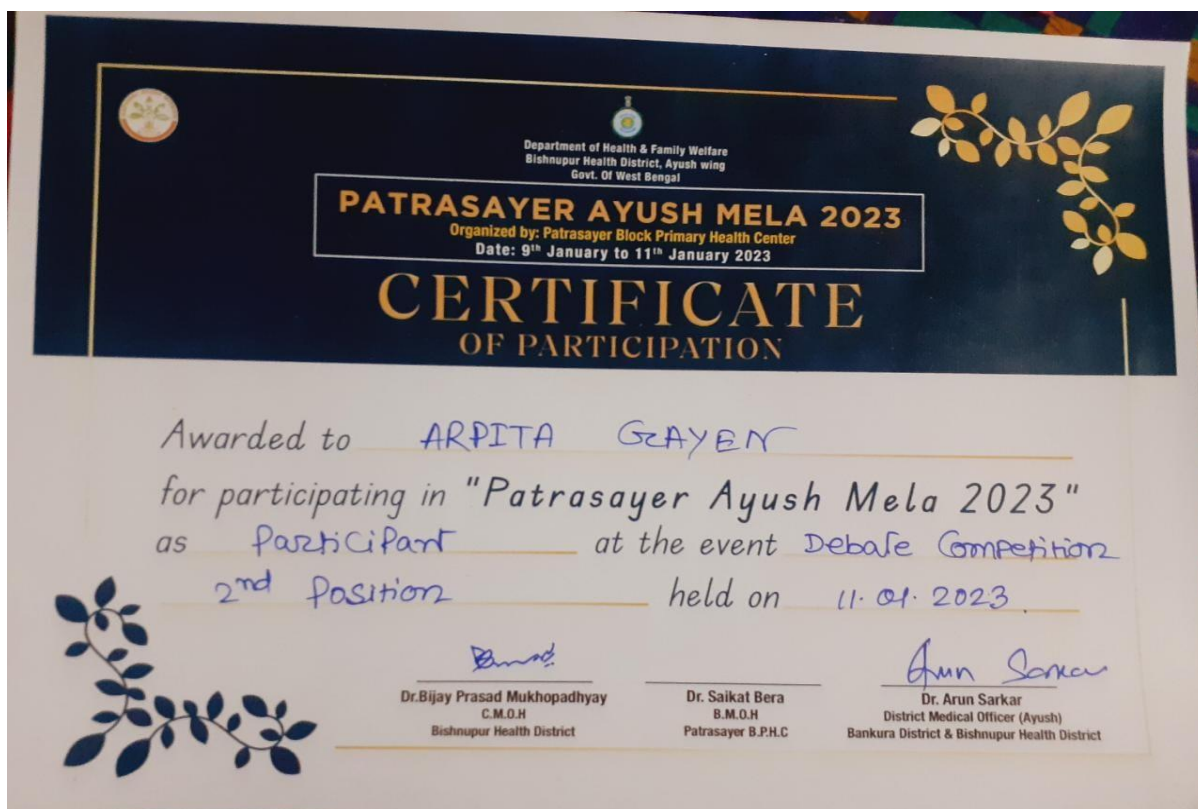 Department of Health & Family Welfare
Bishnupur Health District, Ayush wing
Govt. Of West Bengal
PATRASAYER AYUSH MELA 2023
Organized by: Patrasayer Block Primary Health Center
Date: 9th January to 11th January 2023
CERTIFICATE
OF PARTICIPATION
Awarded to ARPITA GAYEN
for participating in "Patrasayer Ayush Mela 2023"
as Participant at the event Debate Competition
2nd Position held on 11.01.2023
Arun Sarkar
Dr.Bijay Prasad Mukhopadhyay
C.M.O.H
Bishnupur Health District
Dr. Saikat Bera
B.M.O.H
Patrasayer B.P.H.C
Dr. Arun Sarkar
District Medical Officer (Ayush)
Bankura District & Bishnupur Health District